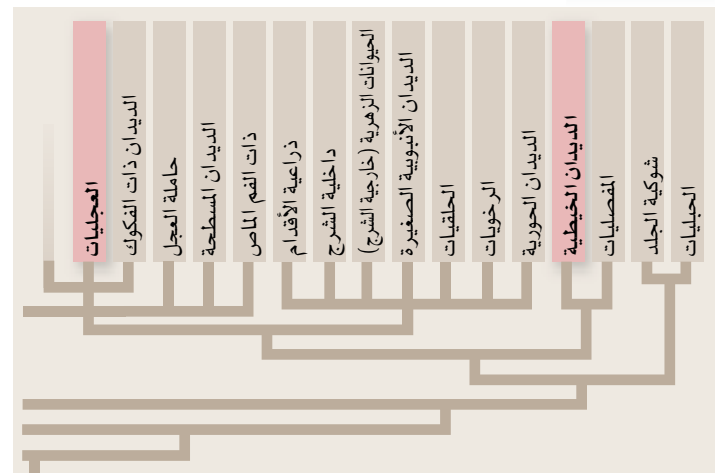 العجليات
الديدان ذات الفكوك
حاملة العجل
الديدان المسطحة
ذات الفم الماص
ذراعية الأقدام
داخلية الشرج
الحيوانات الزهرية (خارجية الشرج)
الديدان الأنبوبية الصغيرة
الحلقيات
الرخويات
الديدان الحورية
الديدان الخيطية
المفصليات
شوكية الجلد
الحبليات